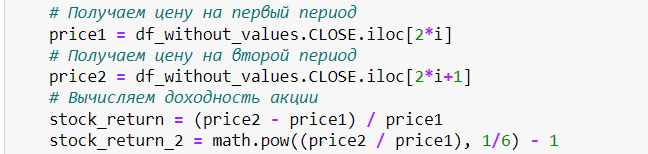 # Получаем цену на первый период
price1 = df_without_values.CLOSE.iloc[2*i]
# Получаем цену на второй период
price2 = df_without_values.CLOSE.iloc[2*i+1]
# Вычисляем доходность акции
stock_return = (price2 - price1) / price1
stock_return_2 = math.pow((price2 / price1), 1/6) - 1